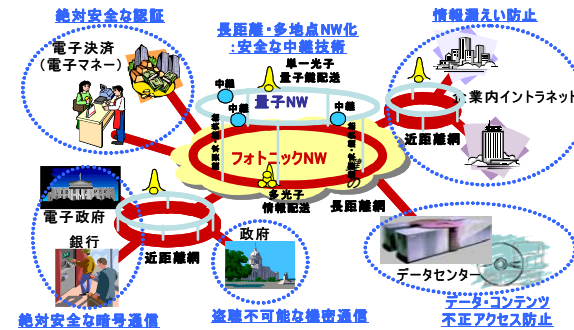 絶対安全な認証
電子決済
(電子マネー)
長距離・多地点NW化
:安全な中継技術
単一光子
量子鍵配送
中継
量子NW
中継
中継
フォトニックNW
多光子
情報配送
の
長距離網
情報漏えい防止
企業内イントラネット
近距離網
電子政府
銀行
近距離網
絶対安全な暗号通信
政府
盗聴不可能な機密通信
データセンター
データ・コンテンツ
不正アクセス防止